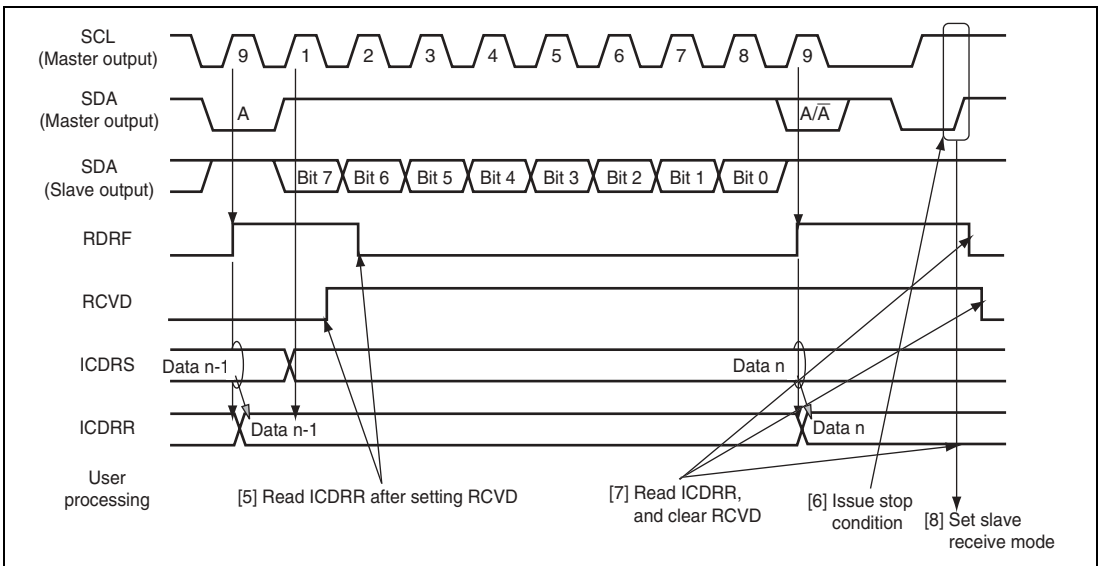 SCL
(Master output)
9 1 2 3 4 5 6 7 8 9
SDA
(Master output)
A A/A̅
SDA
(Slave output)
Bit 7 Bit 6 Bit 5 Bit 4 Bit 3 Bit 2 Bit 1 Bit 0
RDRF
RCVD
ICDRS
Data n-1 Data n
ICDRR
Data n-1 Data n
User
processing
[5] Read ICDRR after setting RCVD
[7] Read ICDRR,
and clear RCVD
[6] Issue stop
condition
[8] Set slave
receive mode